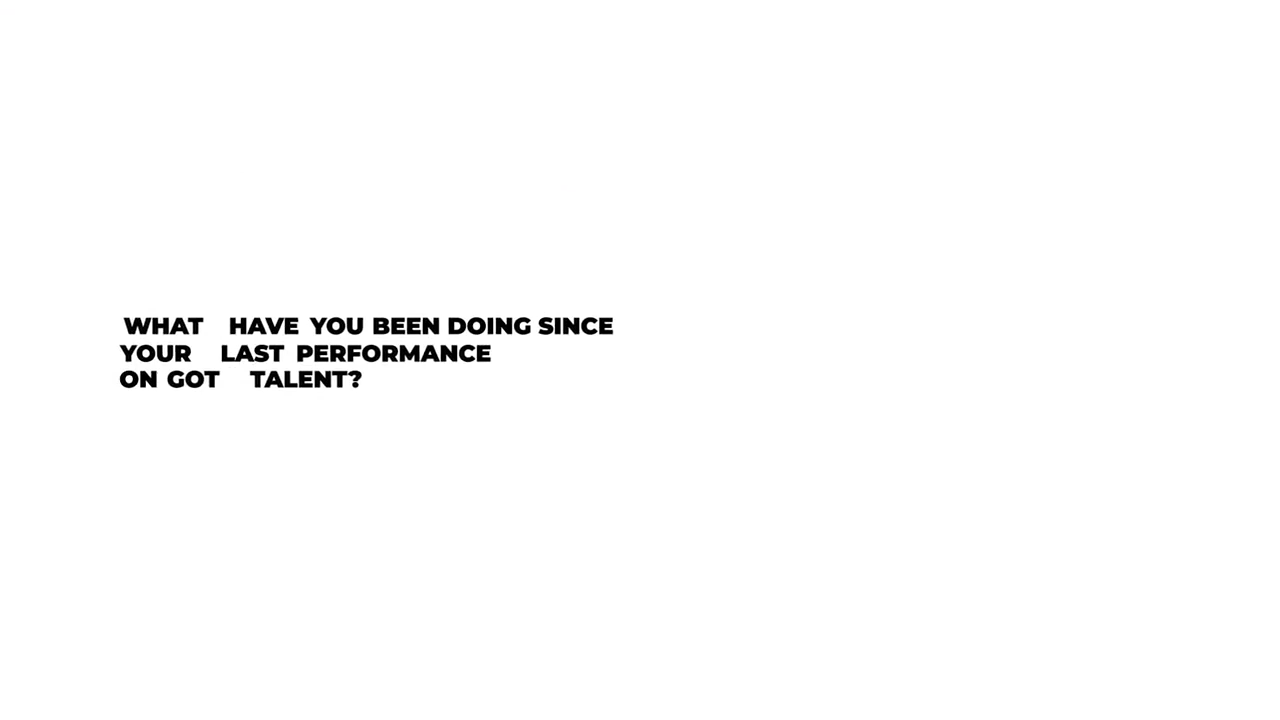 WHAT HAVE YOU BEEN DOING SINCE
YOUR LAST PERFORMANCE
ON GOT TALENT?